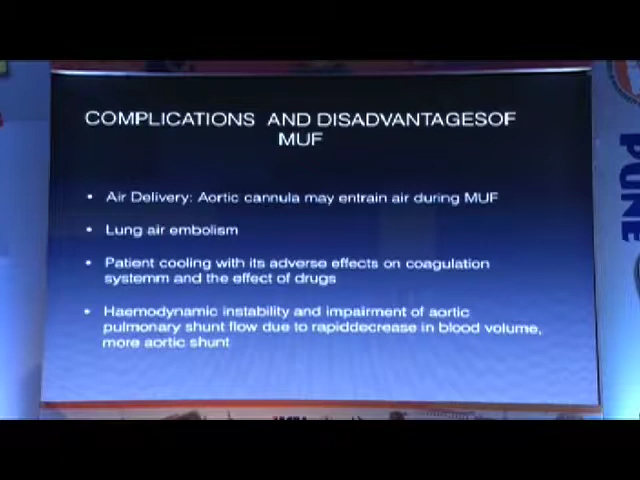 COMPLICATIONS AND DISADVANTAGESOF
MUF
• Air Delivery: Aortic cannula may entrain air during MUF
• Lung air embolism
• Patient cooling with its adverse effects on coagulation
systemm and the effect of drugs
• Haemodynamic instability and impairment of aortic
pulmonary shunt flow due to rapiddecrease in blood volume,
more aortic shunt
PUNE